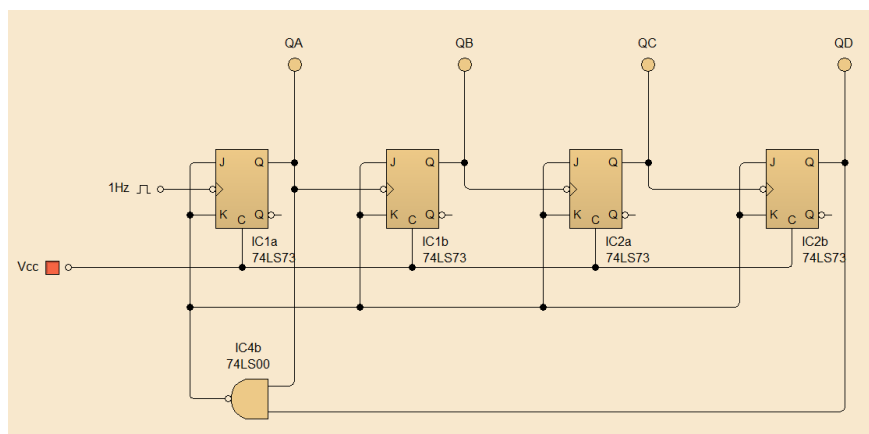 QA
QB
QC
QD
J Q
J Q
J Q
J Q
1Hz
K C Q
K C Q
K C Q
K C Q
IC1a
74LS73
IC1b
74LS73
IC2a
74LS73
IC2b
74LS73
Vcc
IC4b
74LS00